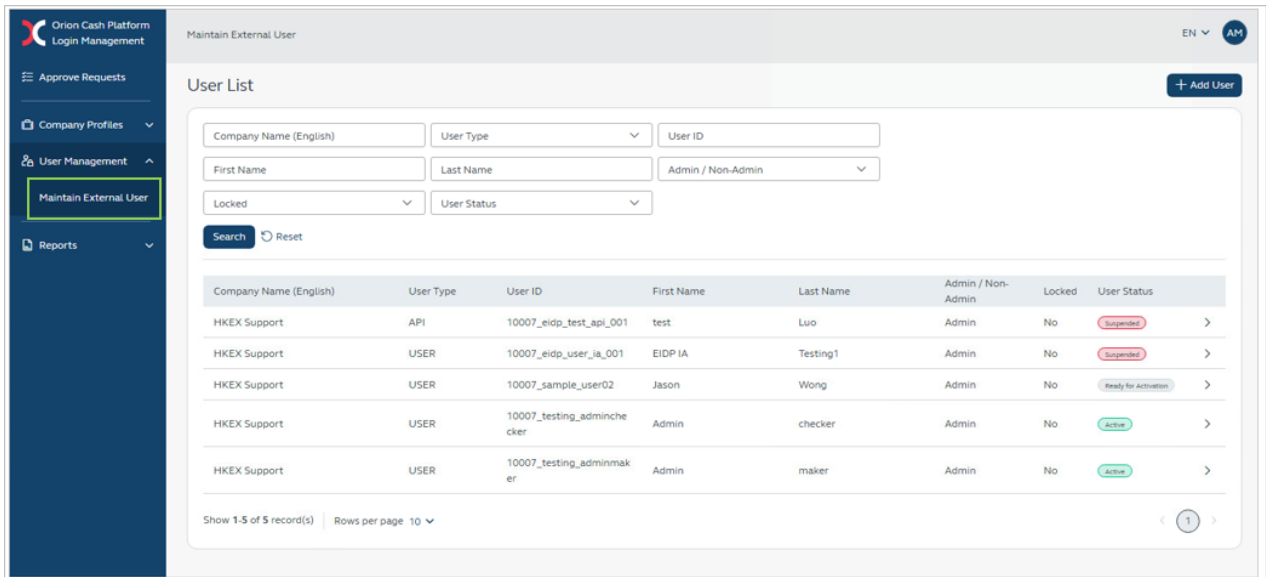 Orion Cash Platform
Login Management
Maintain External User
EN
AM
Approve Requests
Company Profiles
User Management
Maintain External User
Reports
User List
+ Add User
Company Name (English)
User Type
User ID
First Name
Last Name
Admin / Non-Admin
Locked
User Status
Search
Reset
Company Name (English) User Type User ID First Name Last Name Admin / Non-
Admin Locked User Status
HKEX Support API 10007_eidp_test_api_001 test Luo Admin No Suspended
HKEX Support USER 10007_eidp_user_ia_001 EIDP IA Testing1 Admin No Suspended
HKEX Support USER 10007_sample_user02 Jason Wong Admin No Ready for Activation
HKEX Support USER 10007_testing_adminche
cker Admin checker Admin No Active
HKEX Support USER 10007_testing_adminmak
er Admin maker Admin No Active
Show 1-5 of 5 record(s) Rows per page 10
1